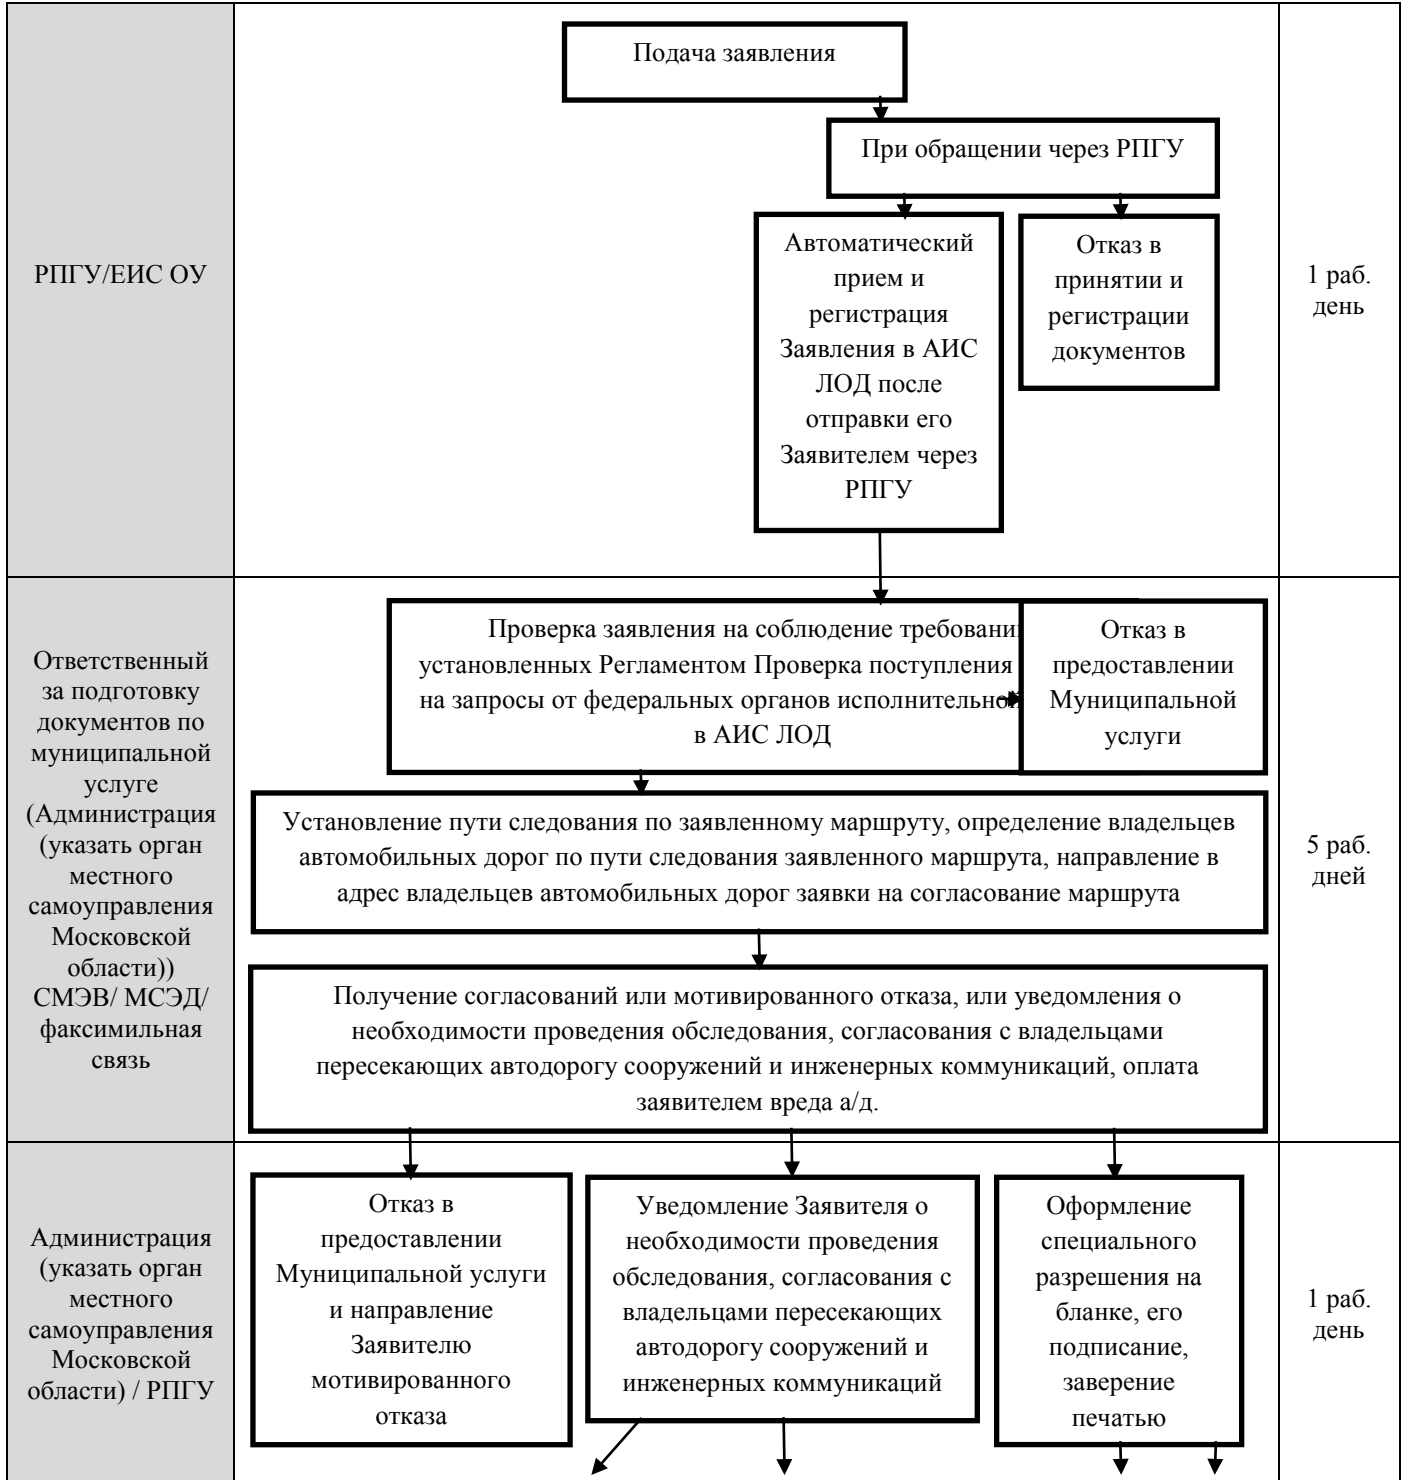 РПГУ/ЕИС ОУ
Подача заявления
При обращении через РПГУ
Автоматический
прием и
регистрация
Заявления в АИС
ЛОД после
отправки его
Заявителем через
РПГУ
Отказ в
принятии и
регистрации
документов
1 раб.
день
Ответственный
за подготовку
документов по
муниципальной
услуге
(Администрация
(указать орган
местного
самоуправления
Московской
области))
СМЭВ/ МСЭД/
факсимильная
связь
Проверка заявления на соблюдение
установленных Регламентом Проверка поступления
на запросы от федеральных органов
в АИС ЛОД
Отказ в
предоставлении
Муниципальной
услуги
Установление пути следования по заявленному маршруту, определение владельцев
автомобильных дорог по пути следования заявленного маршрута, направление в
адрес владельцев автомобильных дорог заявки на согласование маршрута
Получение согласований или мотивированного отказа, или уведомления о
необходимости проведения обследования, согласования с владельцами
пересекающих автодорогу сооружений и инженерных коммуникаций, оплата
заявителем вреда а/д.
5 раб.
дней
Администрация
(указать орган
местного
самоуправления
Московской
области) / РПГУ
Отказ в
предоставлении
Муниципальной услуги
и направление
Заявителю
мотивированного
отказа
Уведомление Заявителя о
необходимости проведения
обследования, согласования с
владельцами пересекающих
автодорогу сооружений и
инженерных коммуникаций
Оформление
специального
разрешения на
бланке, его
подписание,
заверение
печатью
1 раб.
день